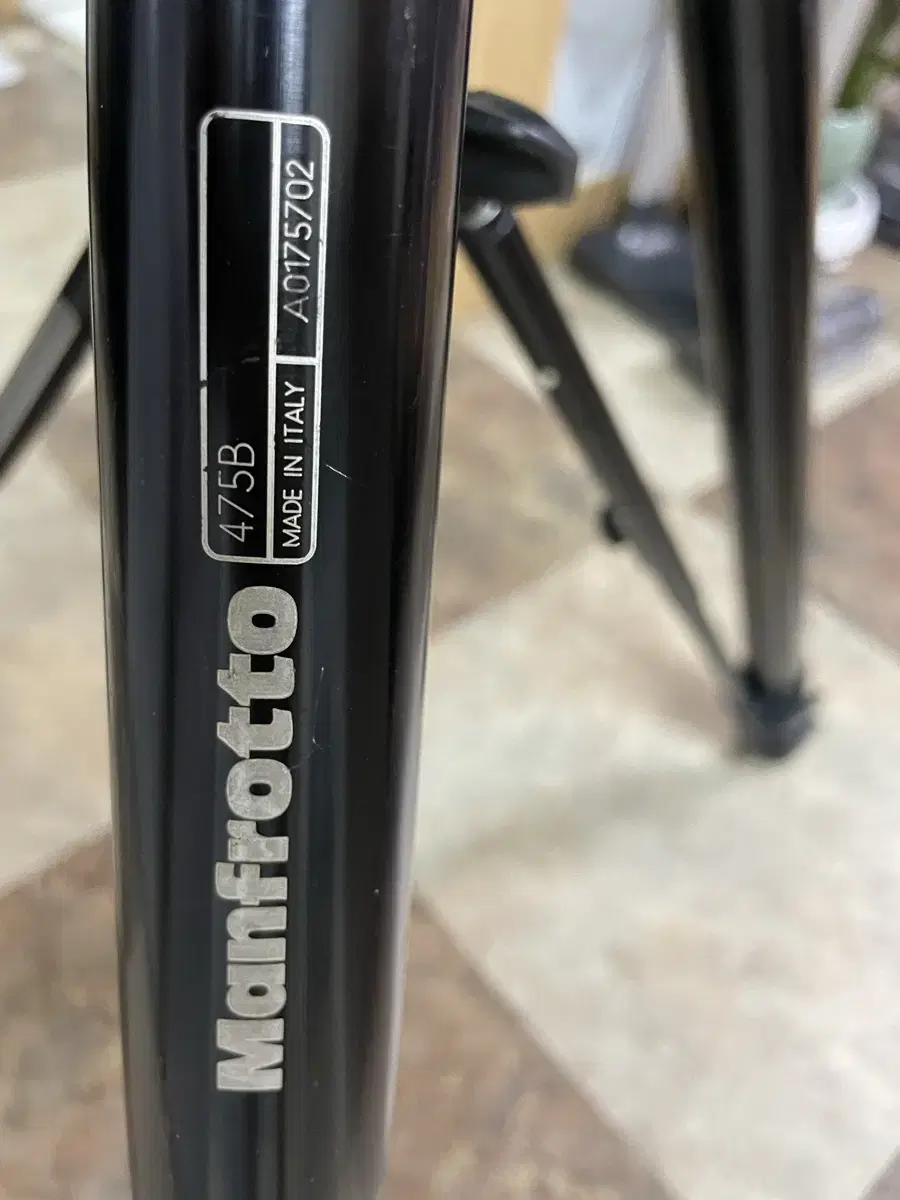 Manfrotto
475B
MADE IN ITALY A0175702